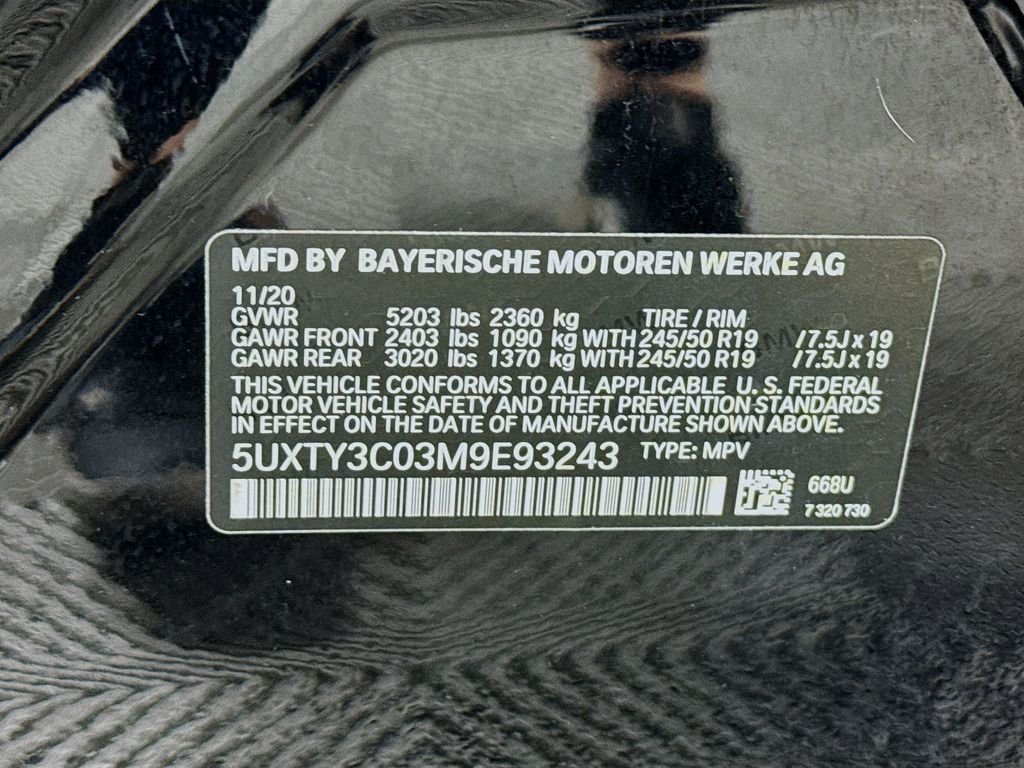 MFD BY BAYERISCHE MOTOREN WERKE AG
11/20
GVWR 5203 lbs 2360 kg TIRE / RIM
GAWR FRONT 2403 lbs 1090 kg WITH 245/50 R19 /7.5J x 19
GAWR REAR 3020 lbs 1370 kg WITH 245/50 R19 /7.5J x 19
THIS VEHICLE CONFORMS TO ALL APPLICABLE U. S. FEDERAL
MOTOR VEHICLE SAFETY AND THEFT PREVENTION STANDARDS
IN EFFECT ON THE DATE OF MANUFACTURE SHOWN ABOVE.
5UXTY3C03M9E93243 TYPE: MPV
668U
7 320 730